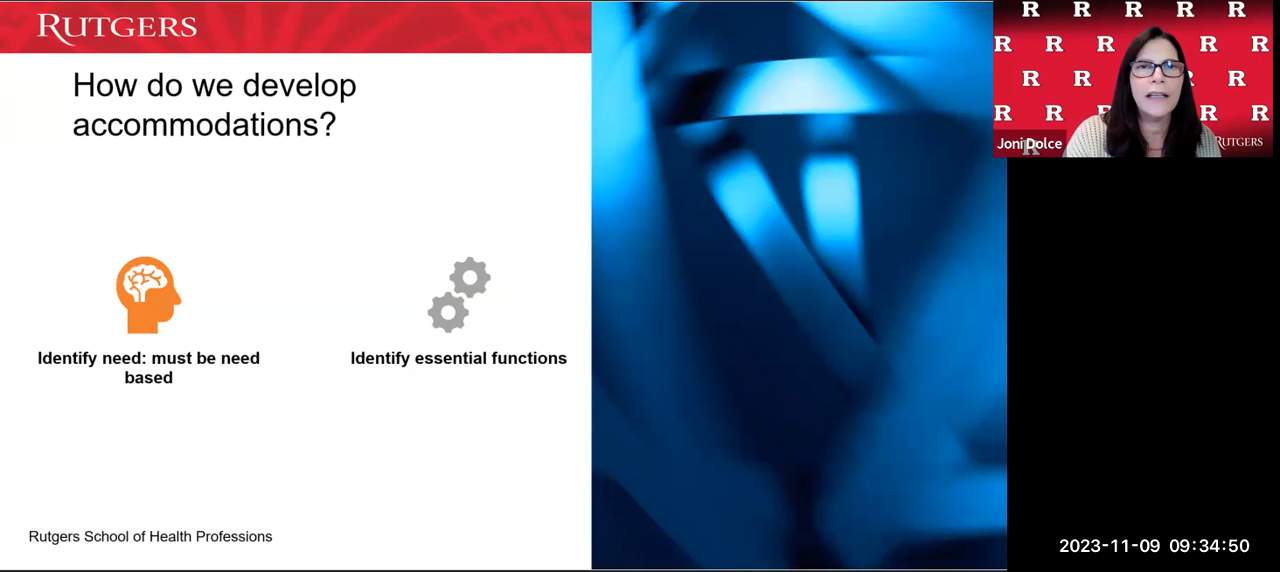 RUTGERS
How do we develop
accommodations?
Identify need: must be need
based
Identify essential functions
Rutgers School of Health Professions
R R R R R
R R R R R
R R R R
R R R R
Joni Dolce
R
RUTGERS
2023-11-09 09:34:50